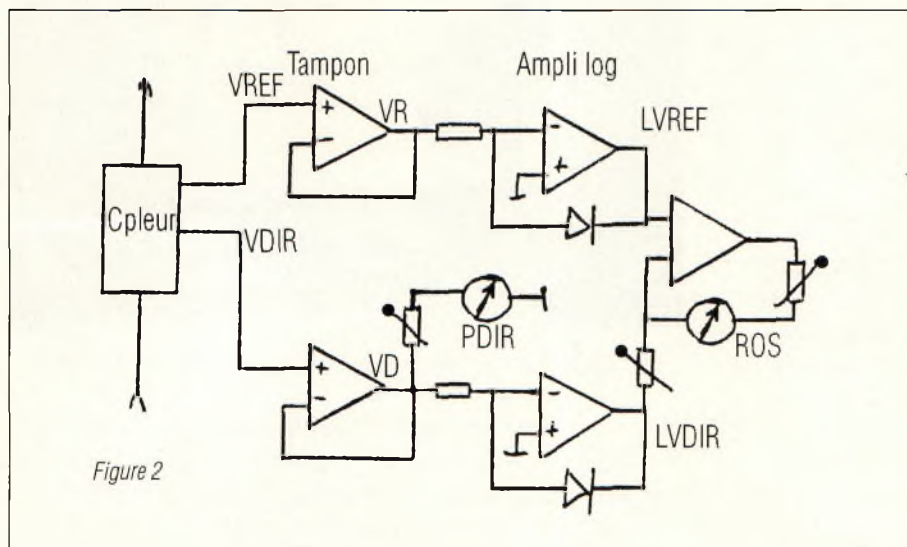 Tampon
Ampli log
VREF
VR
LVREF
+
-
-
+
Cpleur
VDIR
PDIR
ROS
VD
+
-
-
+
LVDIR
Figure 2